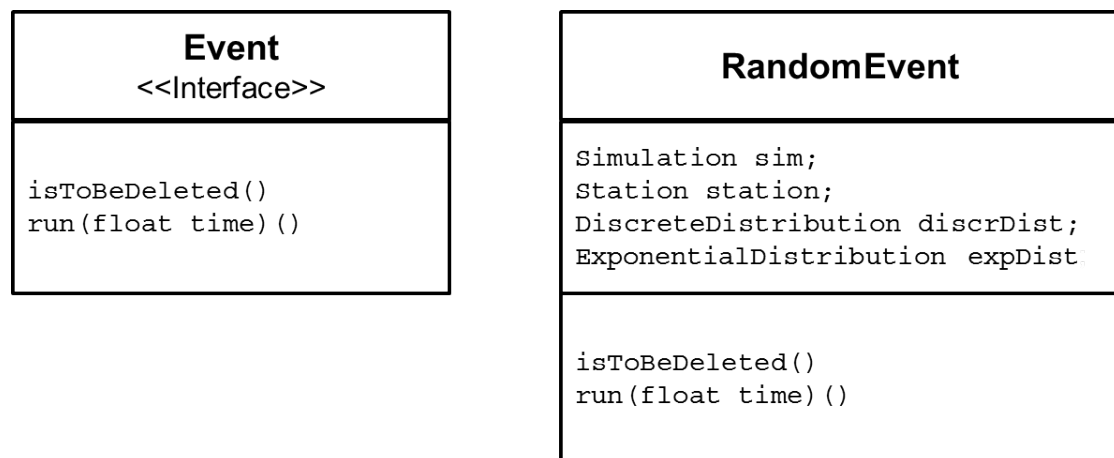 Event
<<Interface>>
isToBeDeleted()
run(float time)()
RandomEvent
Simulation sim;
Station station;
DiscreteDistribution discrDist;
ExponentialDistribution expDist
isToBeDeleted()
run(float time)()